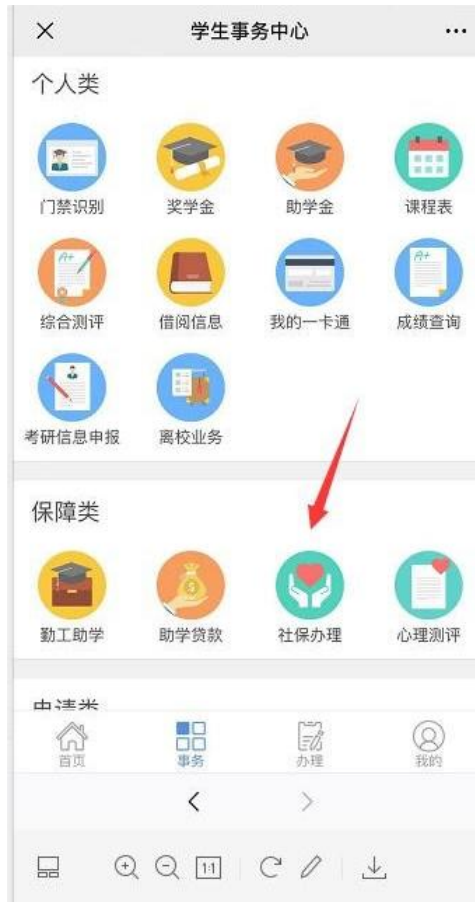 学生事务中心
个人类
门禁识别 奖学金 助学金 课程表
A+ A+
综合测评 借阅信息 我的一卡通 成绩查询
考研信息申报 离校业务
保障类
勤工助学 助学贷款 社保办理 心理测评
申请类
首页 事务 办理 我的
1:1